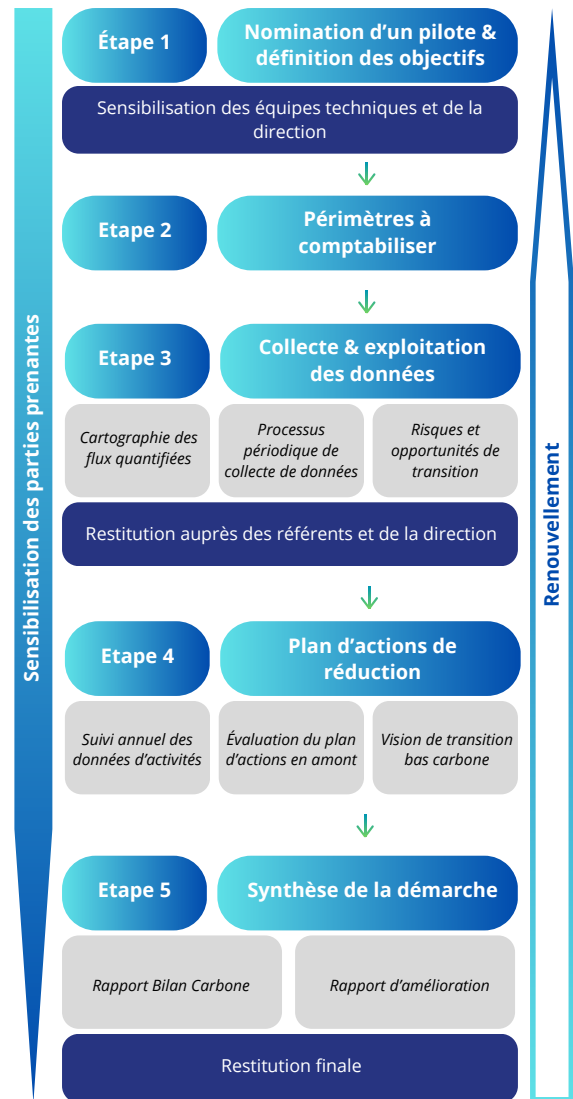 Étape 1
Nomination d'un pilote &
définition des objectifs
Sensibilisation des équipes techniques et de la
direction
Etape 2
Périmètres à
comptabiliser
Etape 3
Collecte & exploitation
des données
Cartographie des
flux quantifiées
Processus
périodique de
collecte de données
Risques et
opportunités de
transition
Restitution auprès des référents et de la direction
Etape 4
Plan d'actions de
réduction
Suivi annuel des
données d'activités
Évaluation du plan
d'actions en amont
Vision de transition
bas carbone
Etape 5
Synthèse de la démarche
Rapport Bilan Carbone
Rapport d'amélioration
Restitution finale
Sensibilisation des parties prenantes
Renouvellement